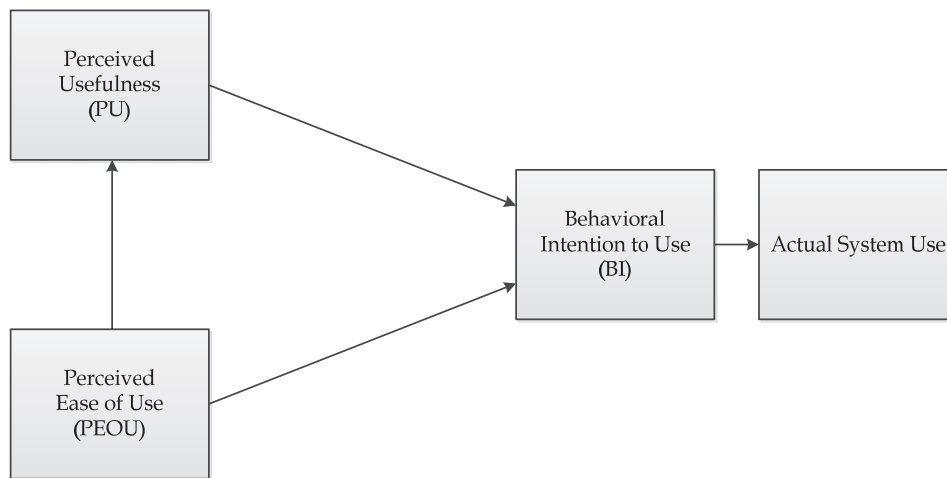 Perceived
Usefulness
(PU)
Behavioral
Intention to Use
(BI)
Actual System Use
Perceived
Ease of Use
(PEOU)